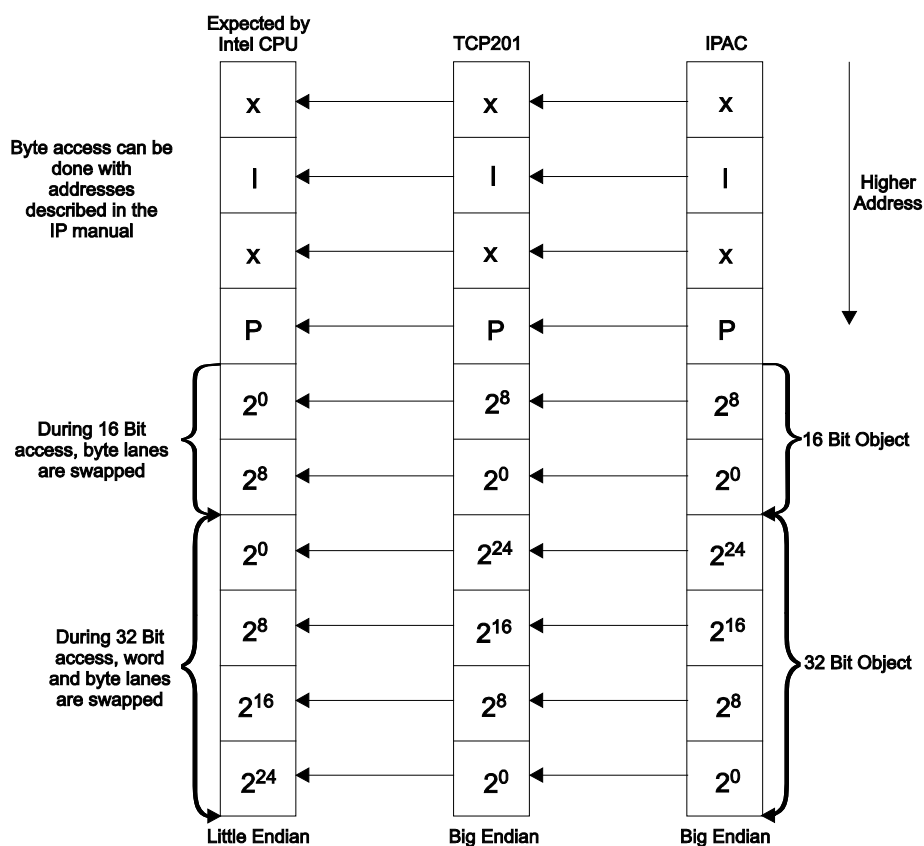 Expected by
Intel CPU
TCP201
IPAC
x
x
x
Byte access can be
done with
addresses
described in the
IP manual
I
I
I
Higher
Address
x
x
x
P
P
P
2⁰
2⁸
2⁸
During 16 Bit
access, byte lanes
are swapped
16 Bit Object
2⁸
2⁰
2⁰
2⁰
2²⁴
2²⁴
During 32 Bit
access, word
and byte lanes
are swapped
2⁸
2¹⁶
2¹⁶
32 Bit Object
2¹⁶
2⁸
2⁸
2²⁴
2⁰
2⁰
Little Endian
Big Endian
Big Endian